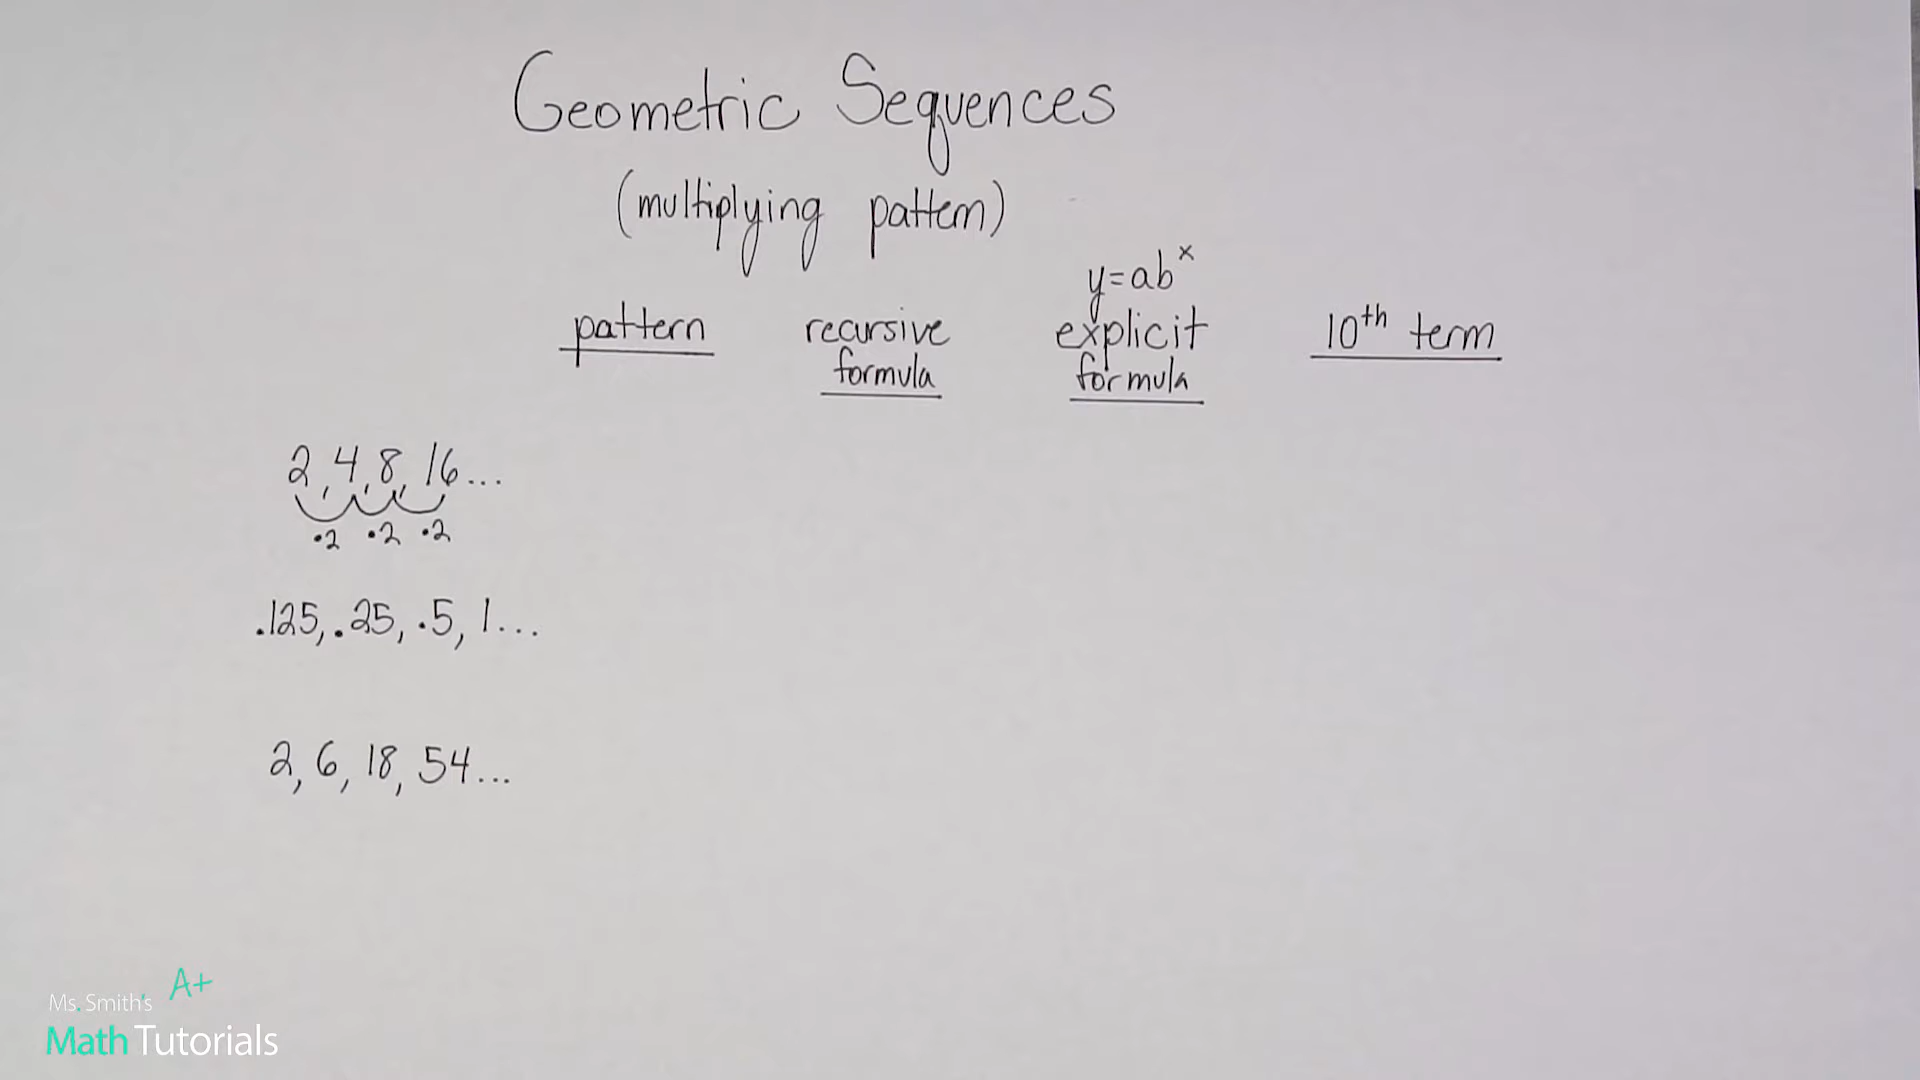 Geometric Sequences
(multiplying pattern)
y=abˣ
pattern
recursive
formula
explicit
formula
10ᵗʰ term
2, 4, 8, 16...
·2 ·2 ·2
.125, .25, .5, 1...
2, 6, 18, 54...
A+
Ms. Smith's
Math Tutorials